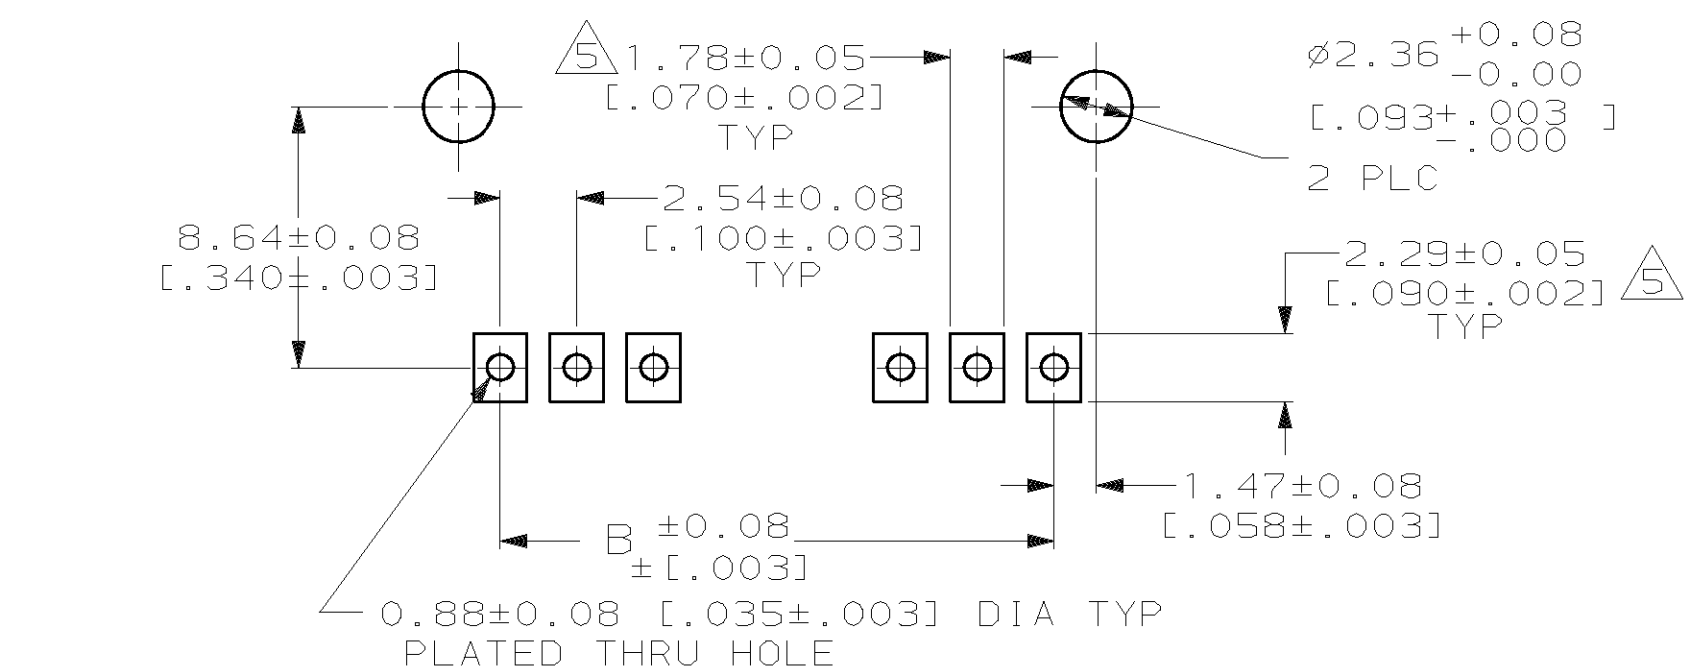 5
1.78±0.05
[.070±.002]
TYP
ø2.36 +0.08
-0.00
[.093 +.003 ]
-.000
2 PLC
2.54±0.08
[.100±.003]
TYP
8.64±0.08
[.340±.003]
2.29±0.05
[.090±.002]
TYP
5
1.47±0.08
[.058±.003]
B ±0.08
±[.003]
0.88±0.08 [.035±.003] DIA TYP
PLATED THRU HOLE